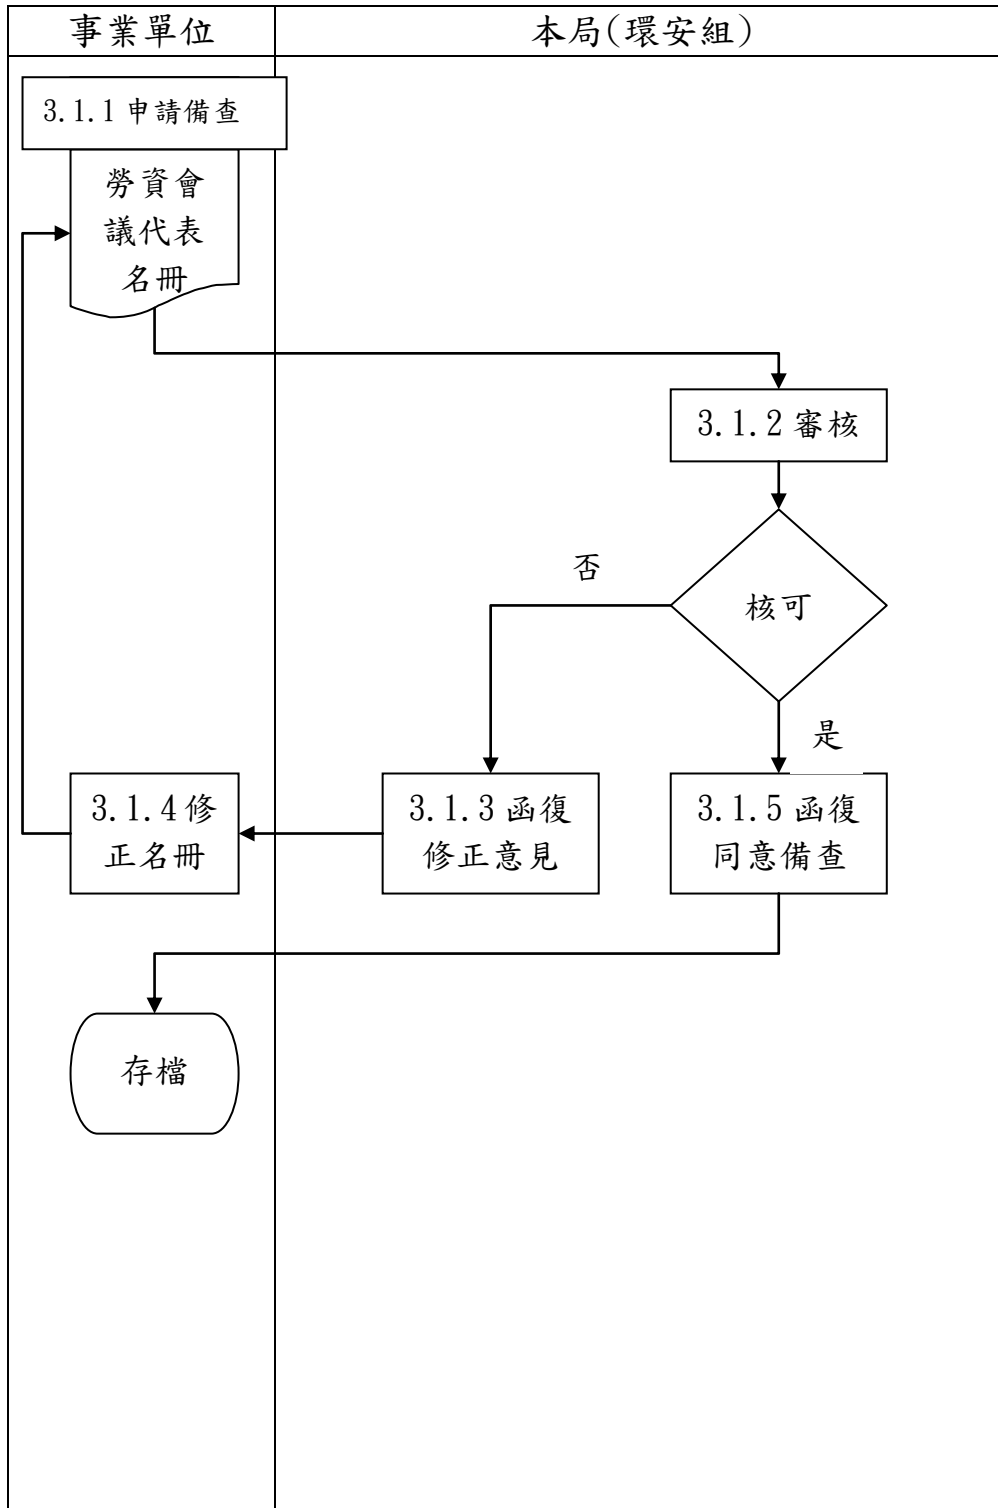 事業單位
本局(環安組)
3.1.1申請備查
勞資會
議代表
名冊
3.1.2審核
否
核可
是
3.1.4修
正名冊
3.1.3函復
修正意見
3.1.5函復
同意備查
存檔